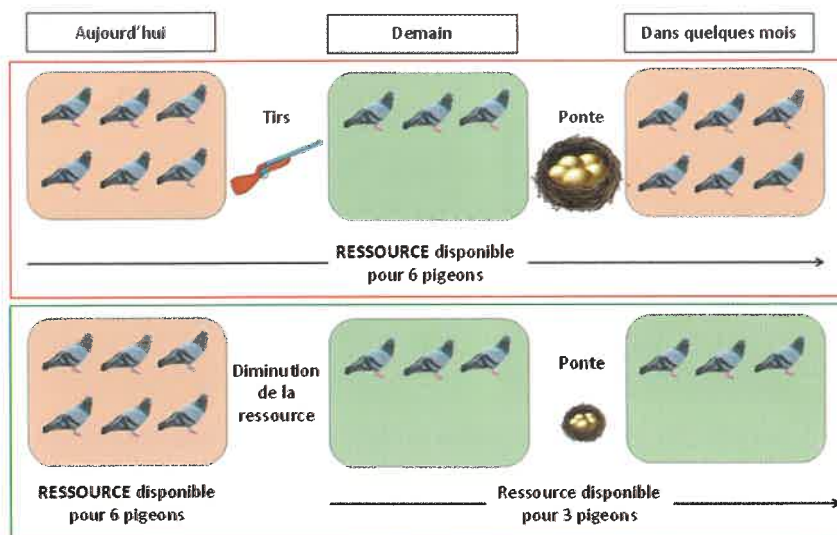 Aujourd'hui
Demain
Dans quelques mois
Tirs
Ponte
RESSOURCE disponible
pour 6 pigeons
Diminution
de la
ressource
Ponte
RESSOURCE disponible
pour 6 pigeons
Ressource disponible
pour 3 pigeons